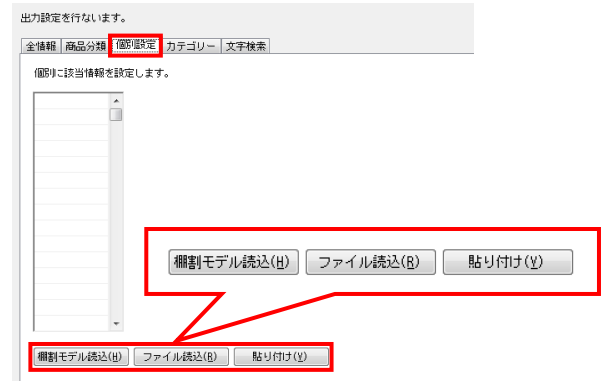 出力設定を行ないます。
全情報 商品分類 個別設定 カテゴリー 文字検索
個別に該当情報を設定します。
棚割モデル読込(H) ファイル読込(R) 貼り付け(V)
棚割モデル読込(H) ファイル読込(R) 貼り付け(V)